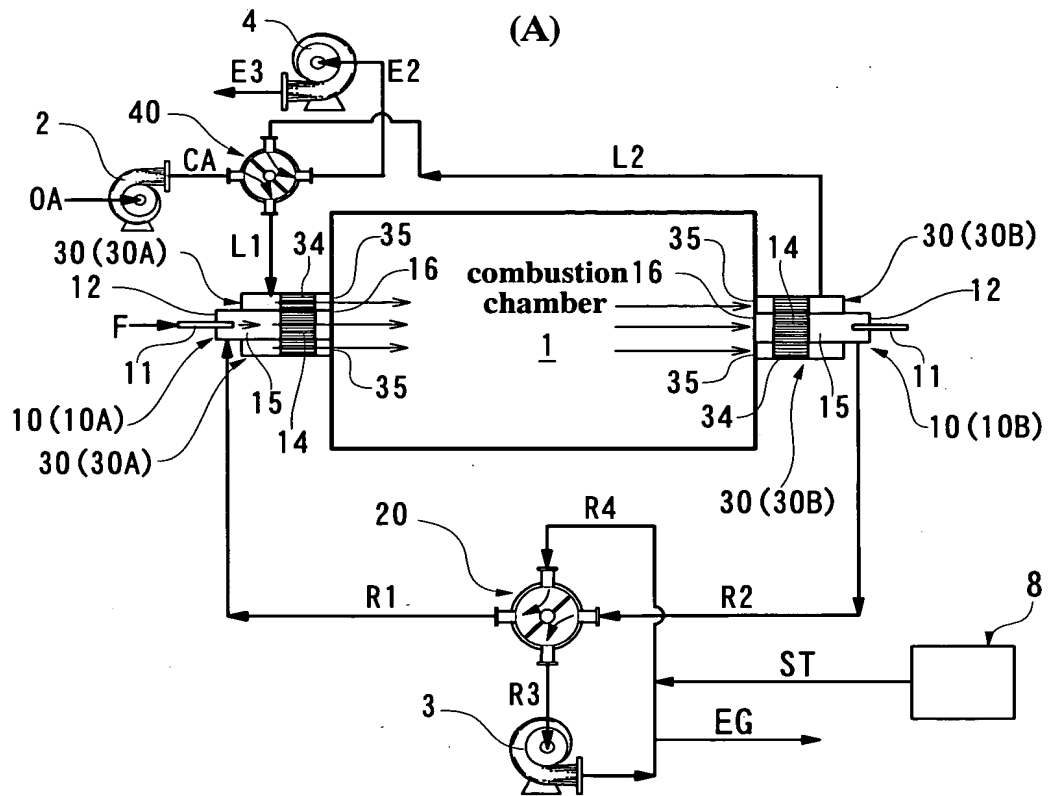 (A)
4
E3
E2
40
2
CA
L2
OA
L1
30(30A)
34
35
16
12
F
11
15
14
35
10(10A)
30(30A)
combustion
chamber
1
16
35
14
30(30B)
12
15
11
35
34
10(10B)
30(30B)
20
R4
R1
R2
8
ST
R3
3
EG